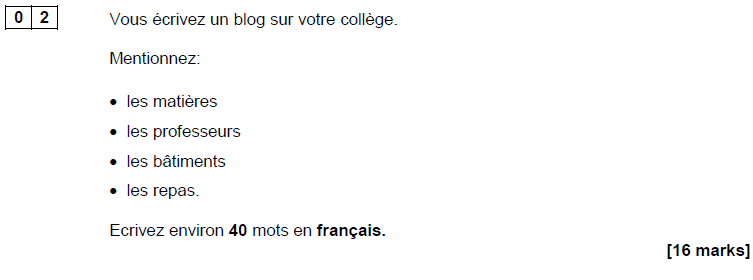 0 2 Vous écrivez un blog sur votre collège.
Mentionnez:
• les matières
• les professeurs
• les bâtiments
• les repas.
Ecrivez environ 40 mots en français.
[16 marks]